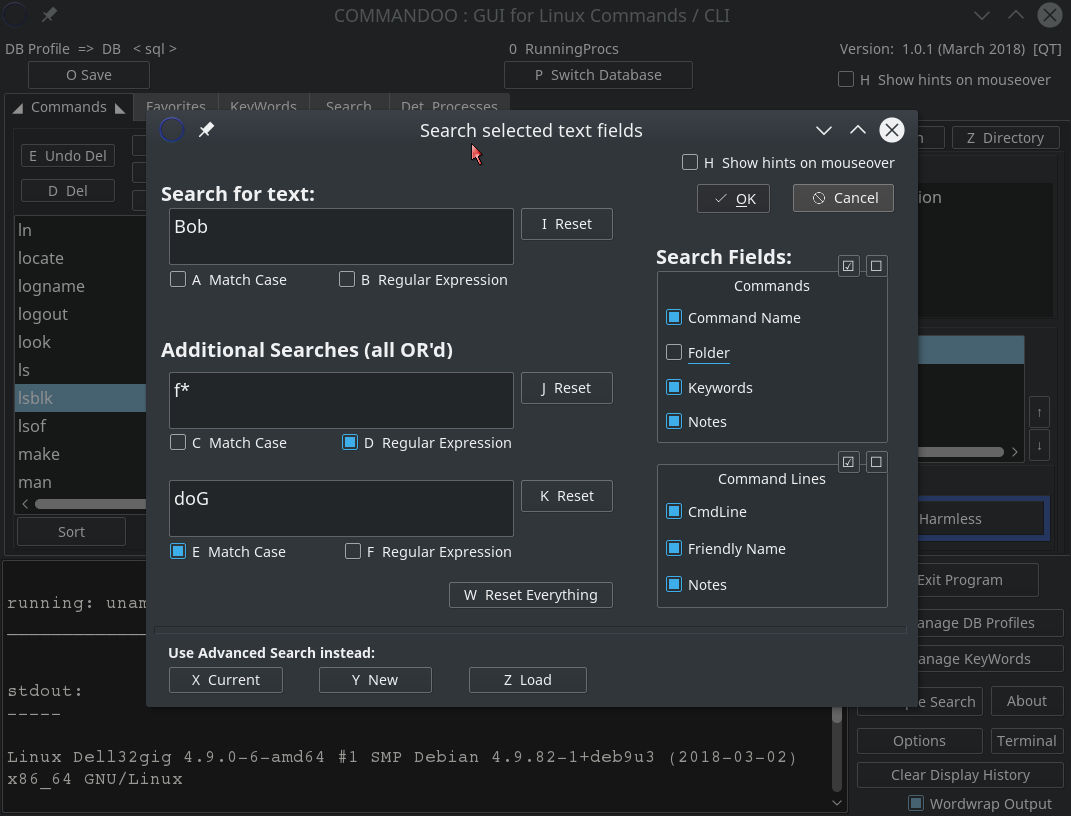 COMMANDOO : GUI for Linux Commands / CLI
DB Profile => DB < sql >
0 RunningProcs
Version: 1.0.1 (March 2018) [QT]
O Save
P Switch Database
H Show hints on mouseover
Commands
Favorites
KeyWords
Search
Det. Processes
Search selected text fields
E Undo Del
D Del
Z Directory
H Show hints on mouseover
Search for text:
OK
Cancel
Bob
I Reset
A Match Case
B Regular Expression
Search Fields:
Commands
Command Name
Folder
Keywords
Notes
Additional Searches (all OR'd)
f*
J Reset
C Match Case
D Regular Expression
doG
K Reset
E Match Case
F Regular Expression
Command Lines
CmdLine
Friendly Name
Notes
W Reset Everything
Use Advanced Search instead:
X Current
Y New
Z Load
ln
locate
logname
logout
look
ls
lsblk
lsof
make
man
Sort
Harmless
Exit Program
anage DB Profiles
anage KeyWords
e Search
About
Options
Terminal
Clear Display History
Wordwrap Output
running: unam
stdout:
-----
Linux Dell32gig 4.9.0-6-amd64 #1 SMP Debian 4.9.82-1+deb9u3 (2018-03-02)
x86_64 GNU/Linux